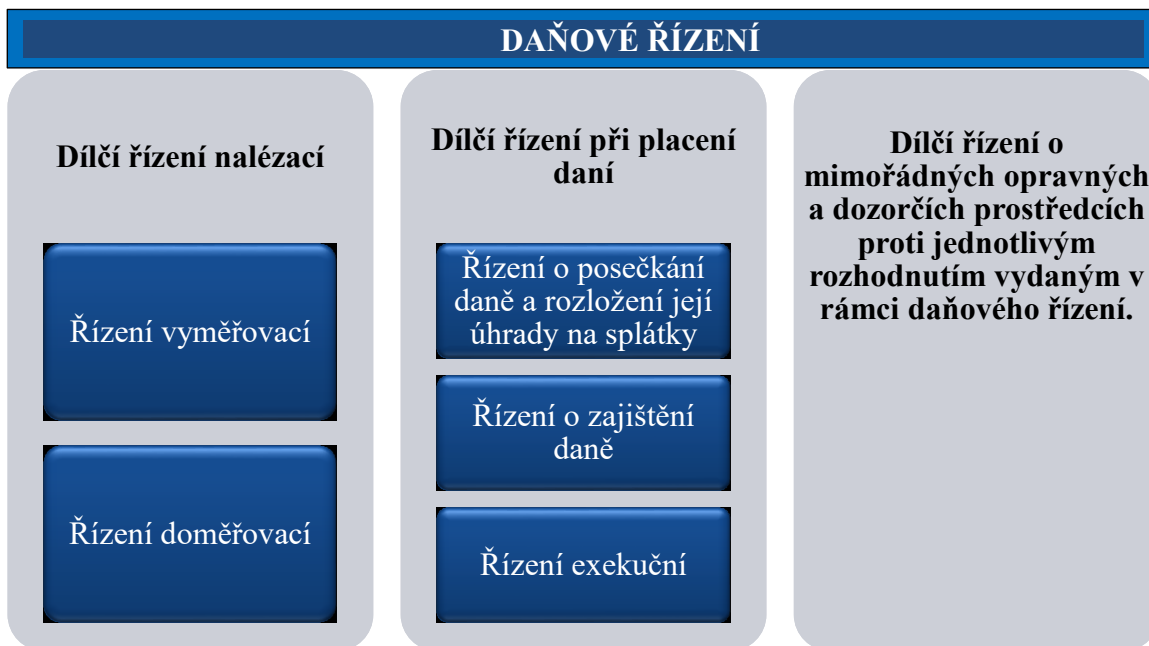 DAŇOVÉ ŘÍZENÍ
Dílčí řízení nalézací
Řízení vyměřovací
Řízení doměřovací
Dílčí řízení při placení
daní
Řízení o posečkání
daně a rozložení její
úhrady na splátky
Řízení o zajištění
daně
Řízení exekuční
Dílčí řízení o
mimořádných opravných
a dozorčích prostředcích
proti jednotlivým
rozhodnutím vydaným v
rámci daňového řízení.